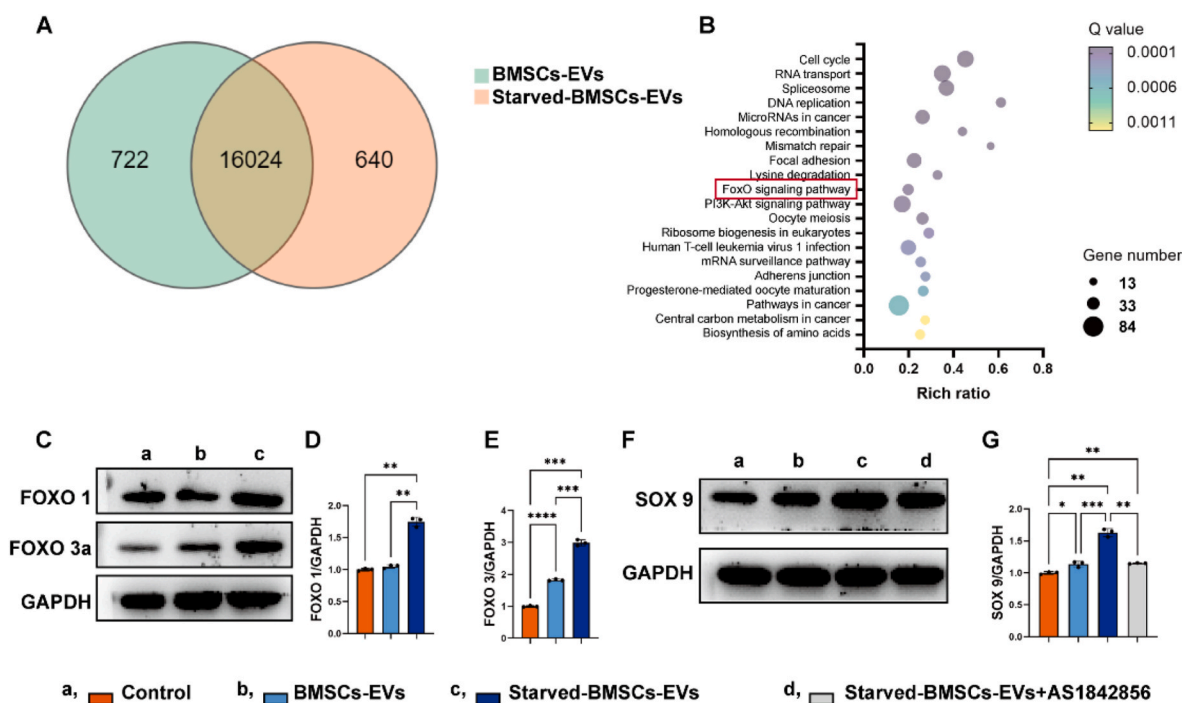 A
722
16024
640
BMSCs-EVs
Starved-BMSCs-EVs
B
Cell cycle
RNA transport
Spliceosome
DNA replication
MicroRNAs in cancer
Homologous recombination
Mismatch repair
Focal adhesion
Lysine degradation
FoxO signaling pathway
PI3K-Akt signaling pathway
Oocyte meiosis
Ribosome biogenesis in eukaryotes
Human T-cell leukemia virus 1 infection
mRNA surveillance pathway
Adherens junction
Progesterone-mediated oocyte maturation
Pathways in cancer
Central carbon metabolism in cancer
Biosynthesis of amino acids
0.0 0.2 0.4 0.6 0.8
Rich ratio
Q value
0.0001
0.0006
0.0011
Gene number
13
33
84
C
a b c
FOXO 1
FOXO 3a
GAPDH
D
FOXO 1/GAPDH
2.0
1.5
1.0
0.5
0.0
**
**
E
FOXO 3/GAPDH
4
3
2
1
0
***
***
****
F
a b c d
SOX 9
GAPDH
G
SOX 9/GAPDH
2.0
1.5
1.0
0.5
0.0
**
**
* *** **
a, Control
b, BMSCs-EVs
c, Starved-BMSCs-EVs
d, Starved-BMSCs-EVs+AS1842856